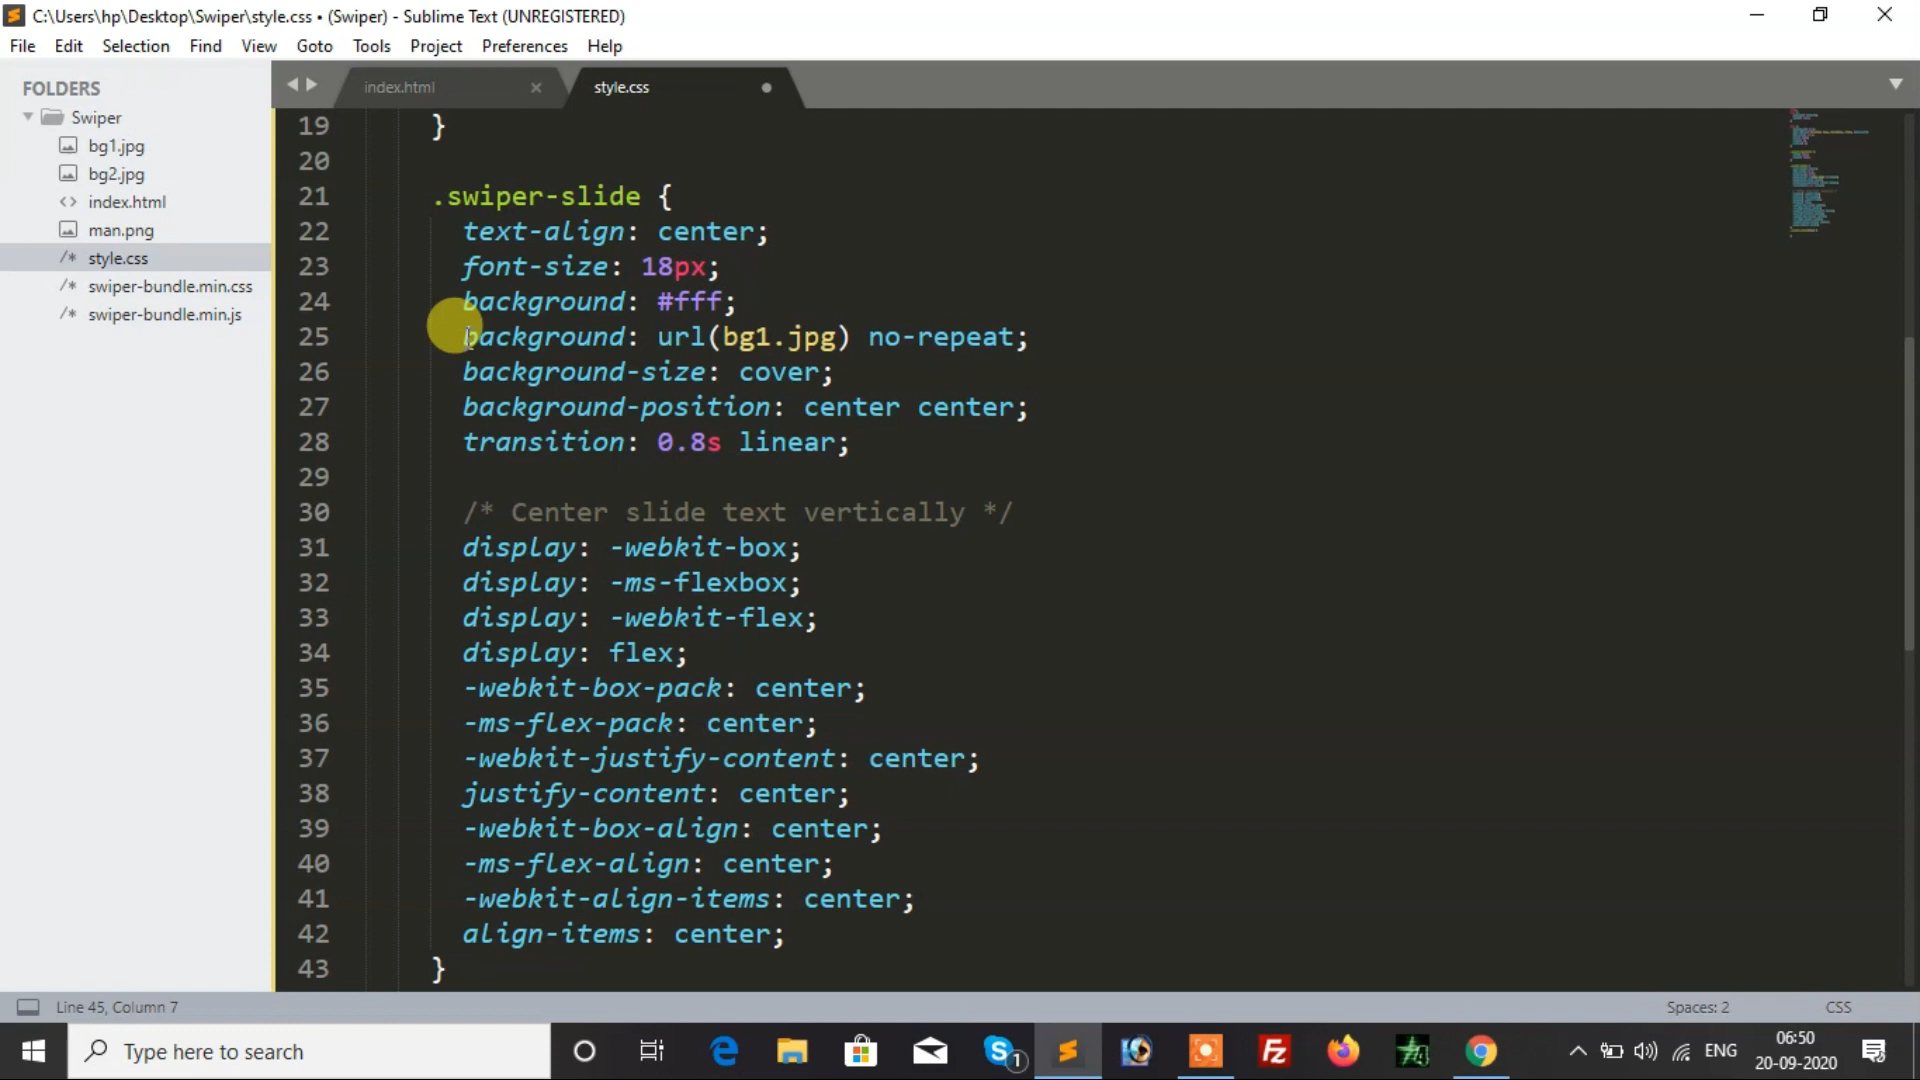 C:\Users\hp\Desktop\Swiper\style.css • (Swiper) - Sublime Text (UNREGISTERED)
File Edit Selection Find View Goto Tools Project Preferences Help
FOLDERS
Swiper
bg1.jpg
bg2.jpg
index.html
man.png
style.css
swiper-bundle.min.css
swiper-bundle.min.js
index.html style.css
19 }
20
21 .swiper-slide {
22 text-align: center;
23 font-size: 18px;
24 background: #fff;
25 background: url(bg1.jpg) no-repeat;
26 background-size: cover;
27 background-position: center center;
28 transition: 0.8s linear;
29
30 /* Center slide text vertically */
31 display: -webkit-box;
32 display: -ms-flexbox;
33 display: -webkit-flex;
34 display: flex;
35 -webkit-box-pack: center;
36 -ms-flex-pack: center;
37 -webkit-justify-content: center;
38 justify-content: center;
39 -webkit-box-align: center;
40 -ms-flex-align: center;
41 -webkit-align-items: center;
42 align-items: center;
43 }
Line 45, Column 7 Spaces: 2 CSS
Type here to search
1
ENG
06:50
20-09-2020